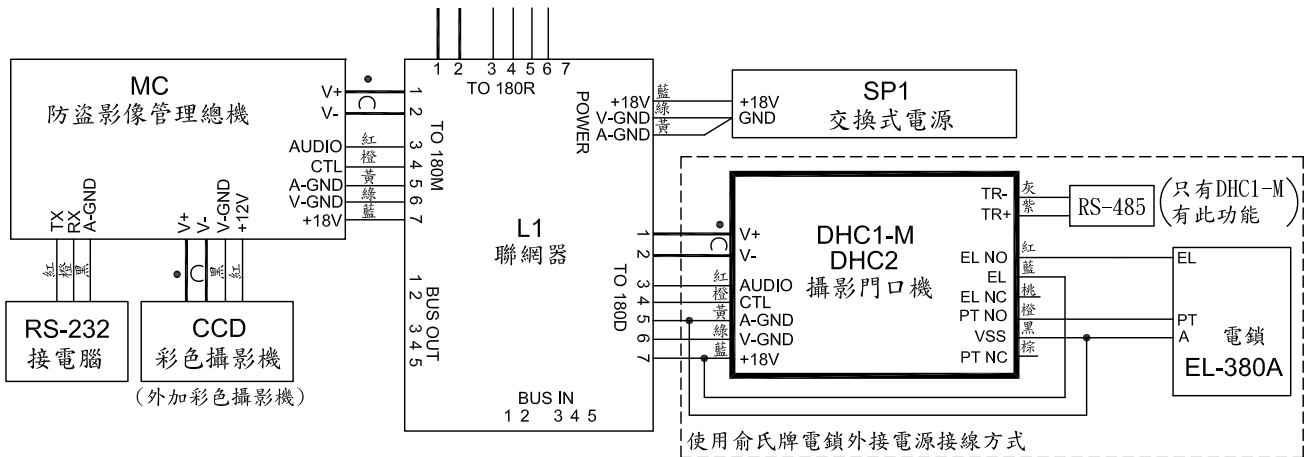 1 2 3 4 5 6 7
TO 180R
MC
防盜影像管理總機
V+
V-
AUDIO
CTL
A-GND
V-GND
+18V
紅
橙
黃
綠
藍
1
2
3
4
5
6
7
TO 180M
TX
RX
A-GND
V+
V-
V-GND
+12V
紅
橙
黑
黑
紅
RS-232
接電腦
CCD
彩色攝影機
(外加彩色攝影機)
L1
聯網器
POWER
+18V
V-GND
A-GND
藍
綠
黃
+18V
GND
SP1
交換式電源
1
2
3
4
5
6
7
TO 180D
1
2
3
4
5
BUS OUT
BUS IN
1 2 3 4 5
V+
V-
紅
橙
黃
綠
藍
AUDIO
CTL
A-GND
V-GND
+18V
DHC1-M
DHC2
攝影門口機
TR-
TR+
灰
紫
RS-485
(只有DHC1-M
有此功能)
EL NO
EL
EL NC
PT NO
VSS
PT NC
紅
藍
桃
橙
黑
棕
EL
PT
A
電鎖
EL-380A
使用俞氏牌電鎖外接電源接線方式